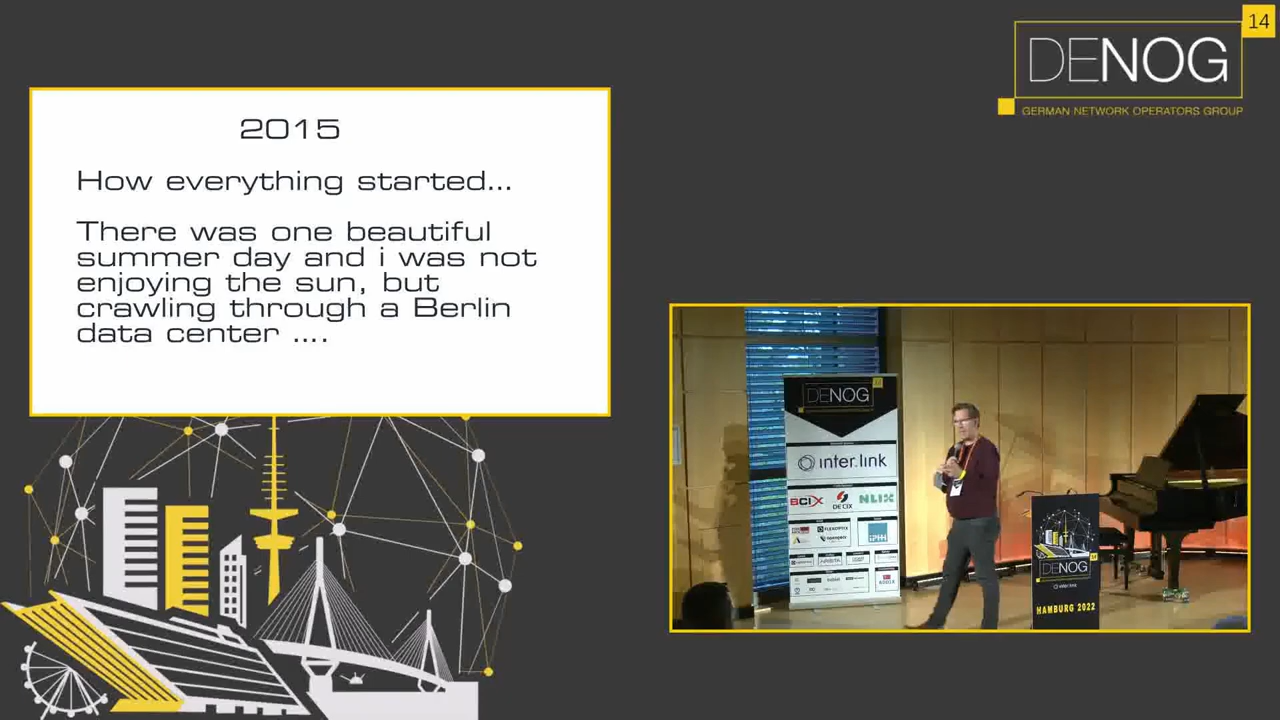 14
DENOG
GERMAN NETWORK OPERATORS GROUP
2015
How everything started...
There was one beautiful
summer day and i was not
enjoying the sun, but
crawling through a Berlin
data center ....
DENOG
inter.link
BCIX
DE CIX
NLIX
DENOG
inter.link
HAMBURG 2022